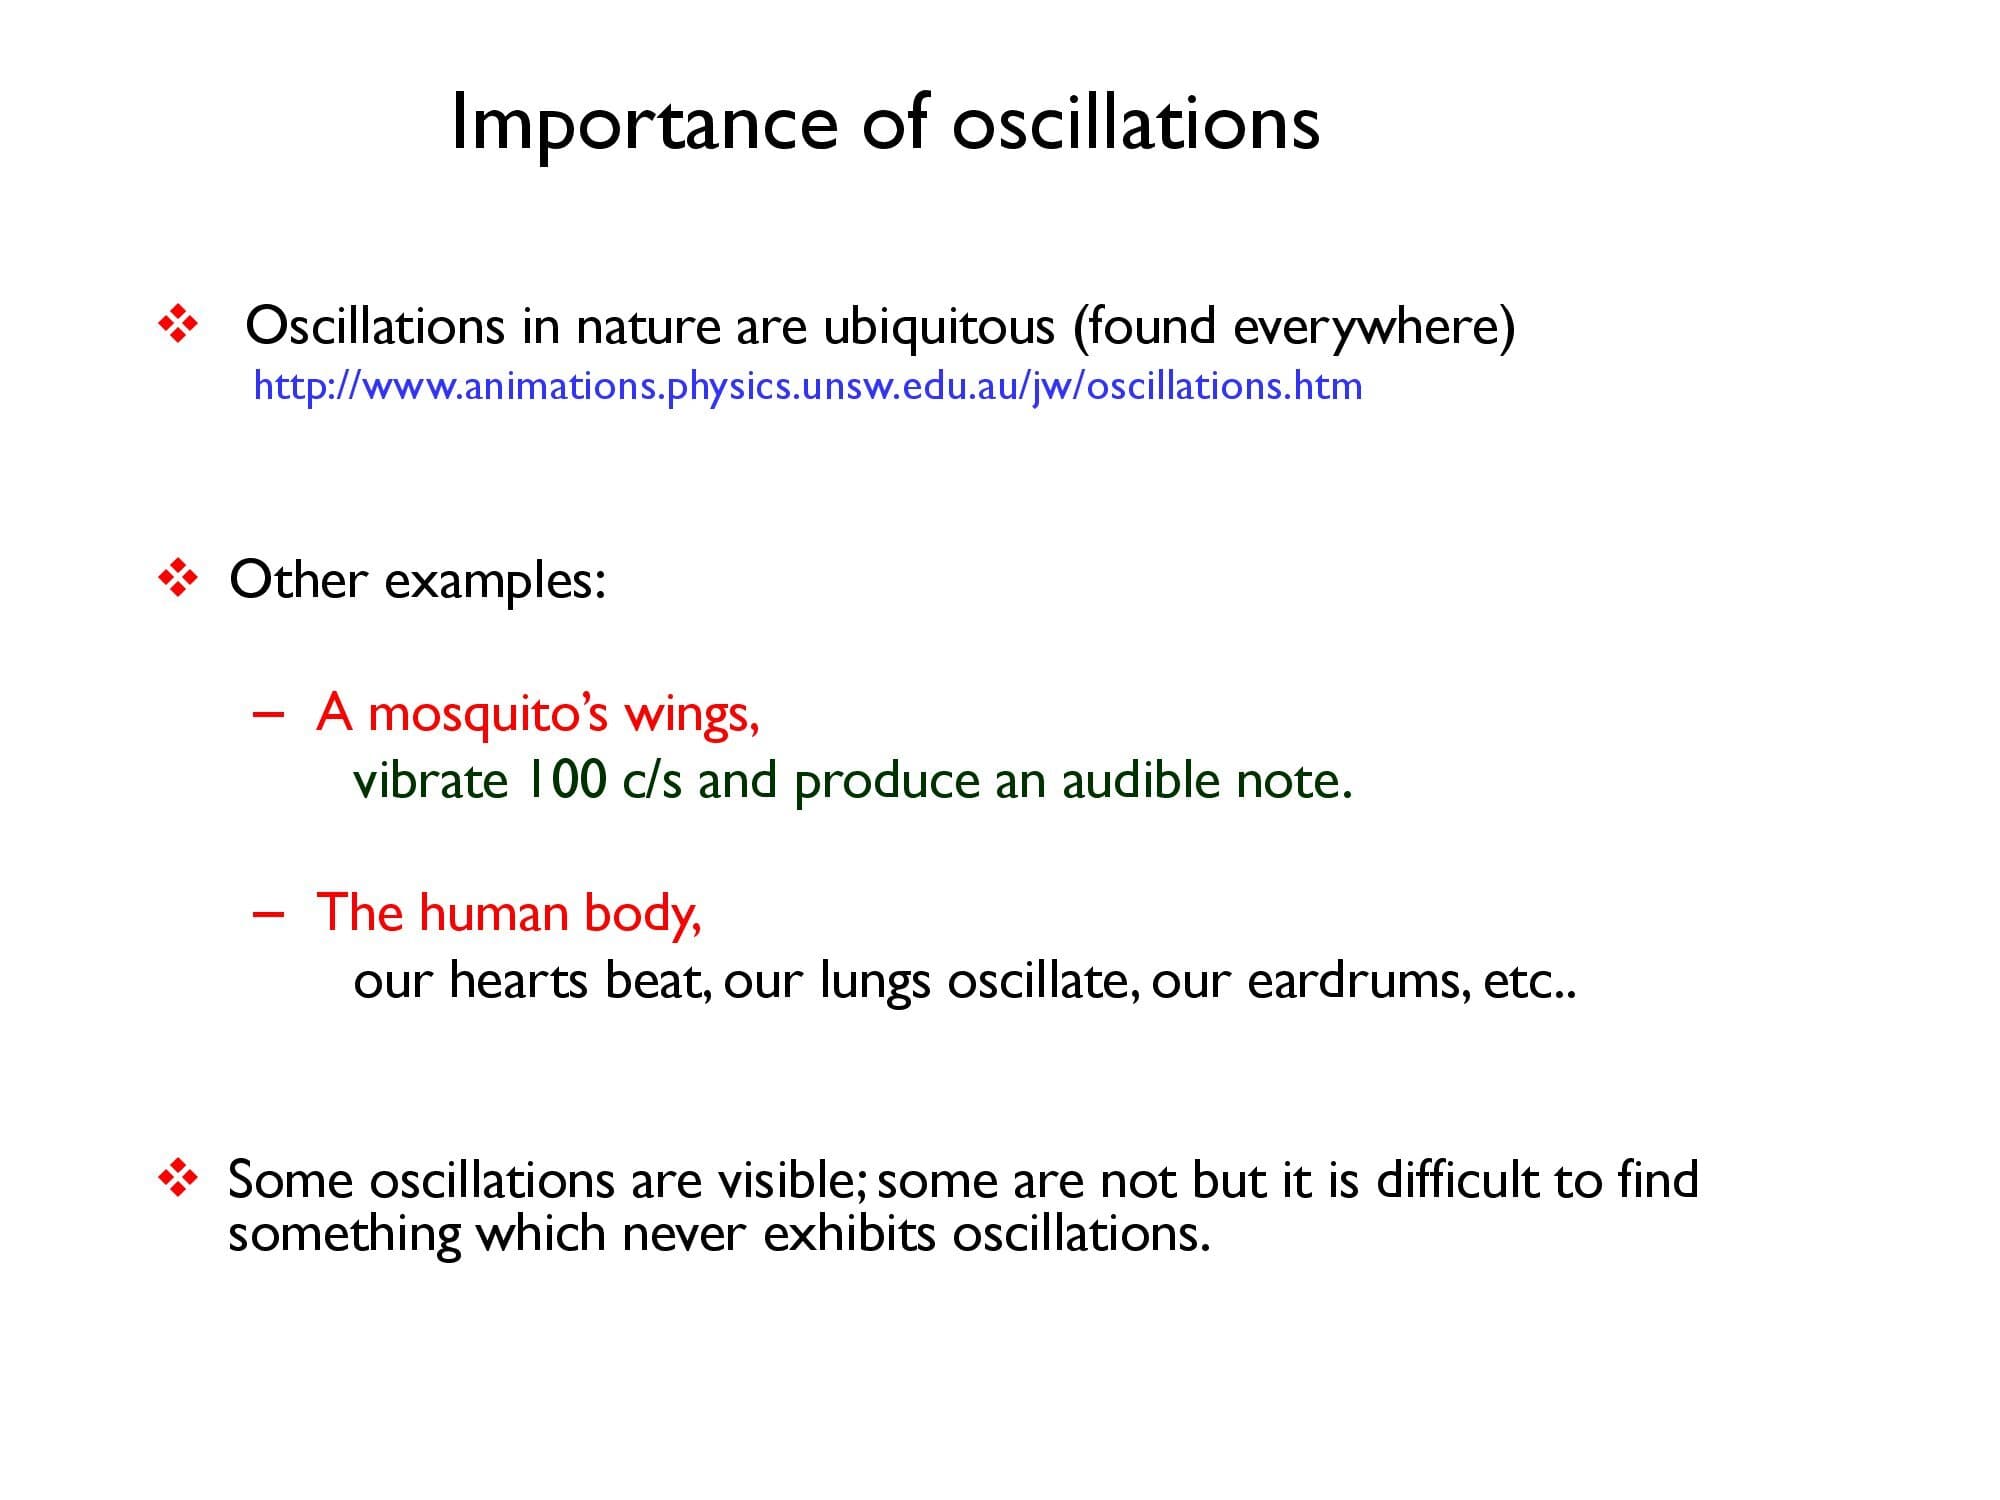 Importance of oscillations
❖ Oscillations in nature are ubiquitous (found everywhere)
http://www.animations.physics.unsw.edu.au/jw/oscillations.htm
❖ Other examples:
– A mosquito’s wings,
vibrate 100 c/s and produce an audible note.
– The human body,
our hearts beat, our lungs oscillate, our eardrums, etc..
❖ Some oscillations are visible; some are not but it is difficult to find
something which never exhibits oscillations.